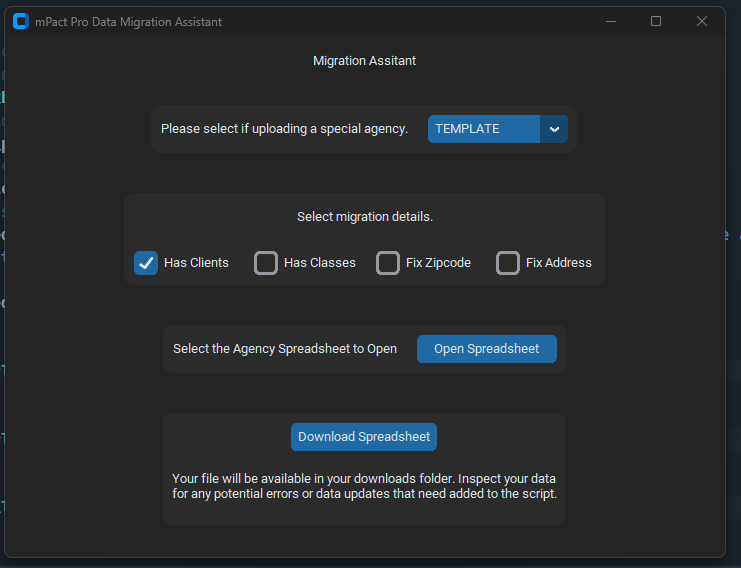 mPact Pro Data Migration Assistant
Migration Assitant
Please select if uploading a special agency.
TEMPLATE
Select migration details.
Has Clients
Has Classes
Fix Zipcode
Fix Address
Select the Agency Spreadsheet to Open
Open Spreadsheet
Download Spreadsheet
Your file will be available in your downloads folder. Inspect your data
for any potential errors or data updates that need added to the script.